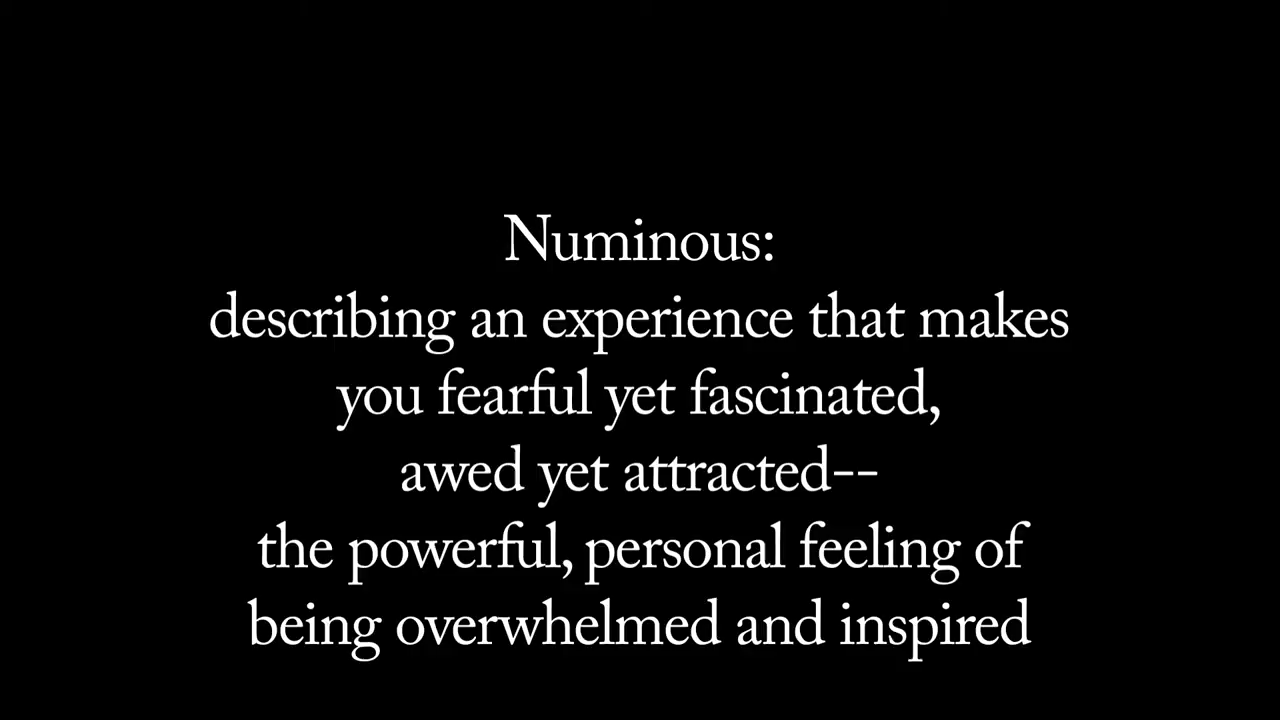 Numinous:
describing an experience that makes
you fearful yet fascinated,
awed yet attracted--
the powerful, personal feeling of
being overwhelmed and inspired